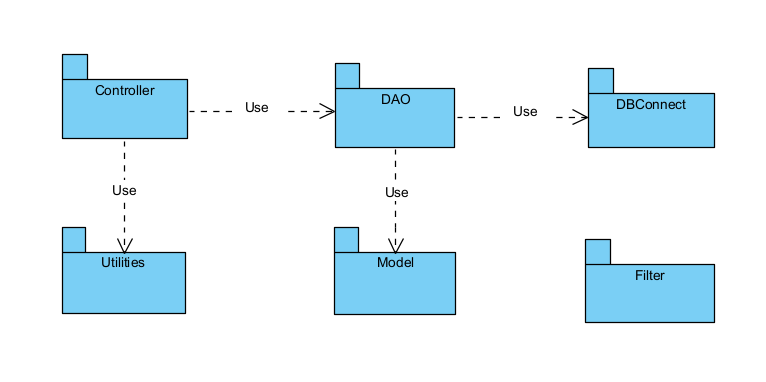 Controller
Use
DAO
Use
DBConnect
Use
Use
Utilities
Model
Filter